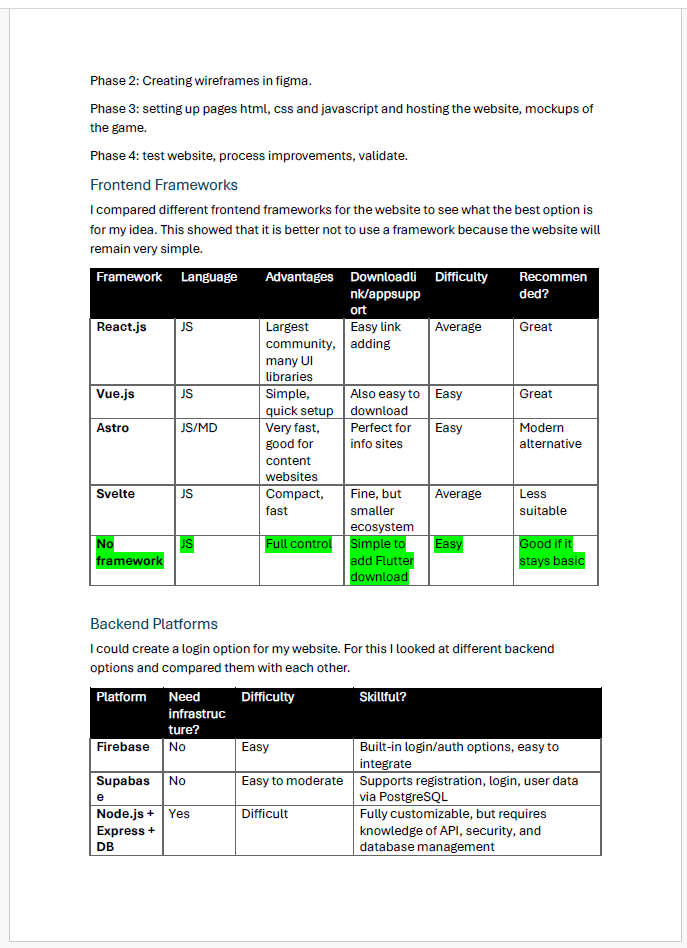 Phase 2: Creating wireframes in figma.
Phase 3: setting up pages html, css and javascript and hosting the website, mockups of
the game.
Phase 4: test website, process improvements, validate.
Frontend Frameworks
I compared different frontend frameworks for the website to see what the best option is
for my idea. This showed that it is better not to use a framework because the website will
remain very simple.
Framework Language Advantages Downloadli Difficulty Recommen
nk/appsupp ded?
ort
React.js JS Largest Easy link Average Great
community, adding
many UI
libraries
Vue.js JS Simple, Also easy to Easy Great
quick setup download
Astro JS/MD Very fast, Perfect for Easy Modern
good for info sites alternative
content
websites
Svelte JS Compact, Fine, but Average Less
fast smaller suitable
ecosystem
No JS Full control Simple to Easy Good if it
framework add Flutter stays basic
download
Backend Platforms
I could create a login option for my website. For this I looked at different backend
options and compared them with each other.
Platform Need Difficulty Skillful?
infrastruc
ture?
Firebase No Easy Built-in login/auth options, easy to
integrate
Supabas No Easy to moderate Supports registration, login, user data
e via PostgreSQL
Node.js + Yes Difficult Fully customizable, but requires
Express + knowledge of API, security, and
DB database management